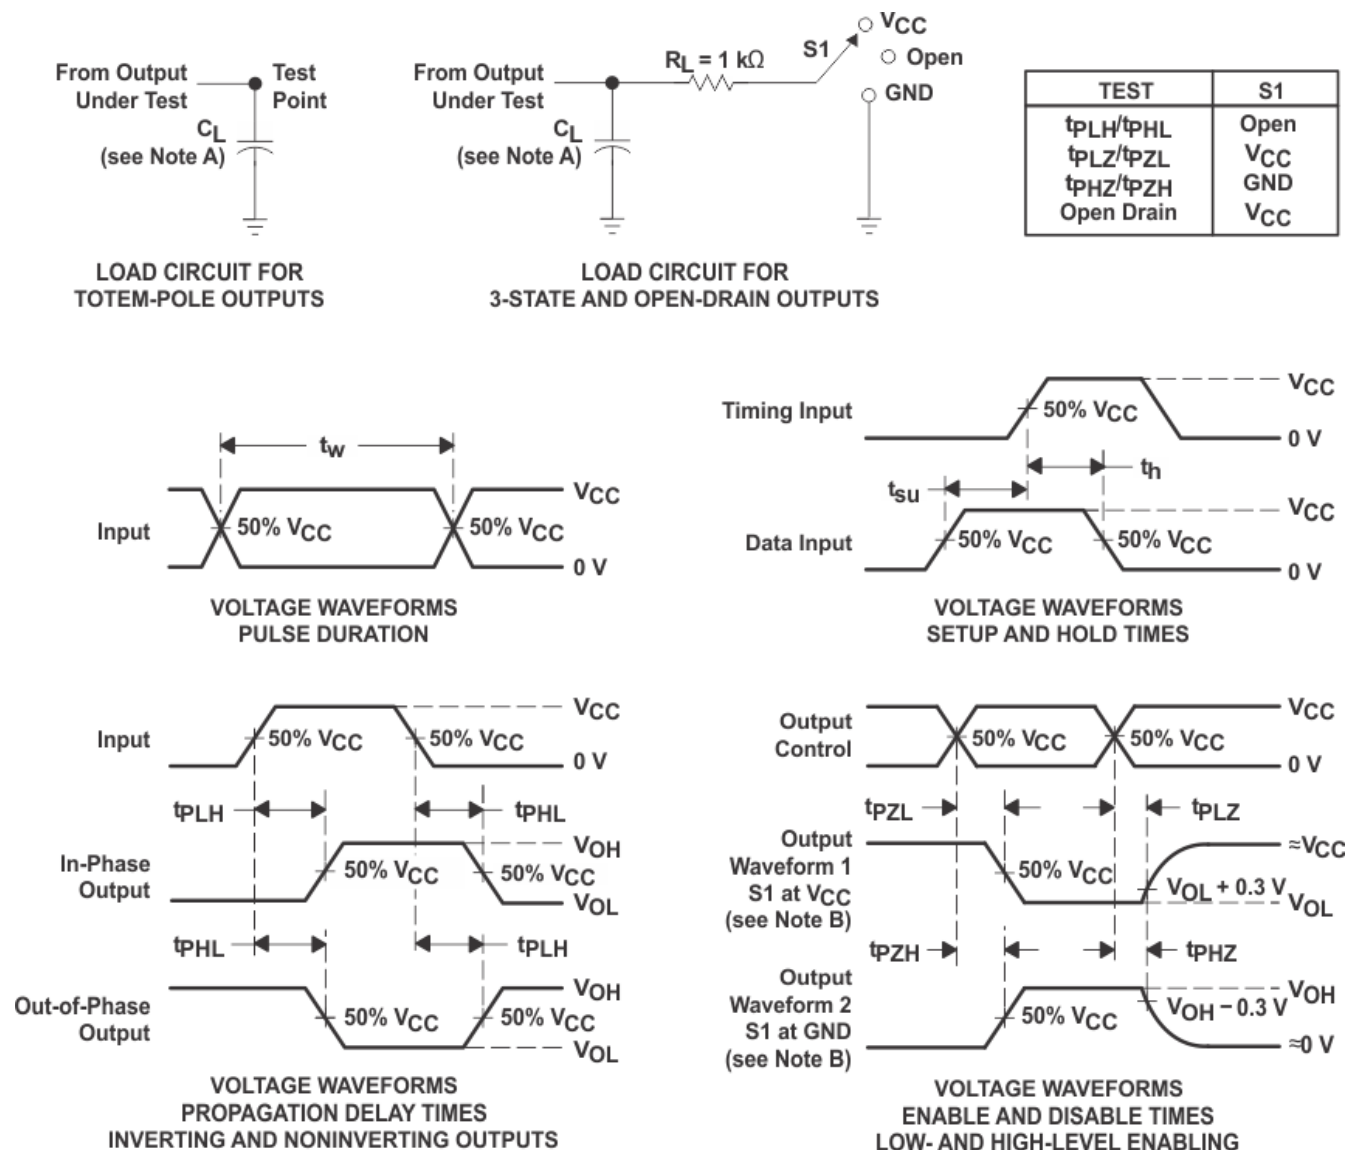 From Output
Under Test
Test
Point
CL
(see Note A)
LOAD CIRCUIT FOR
TOTEM-POLE OUTPUTS
From Output
Under Test
RL = 1 kΩ
S1
VCC
Open
GND
CL
(see Note A)
LOAD CIRCUIT FOR
3-STATE AND OPEN-DRAIN OUTPUTS
TEST S1
tPLH/tPHL Open
tPLZ/tPZL VCC
tPHZ/tPZH GND
Open Drain VCC
tw
Input
50% VCC
50% VCC
VCC
0 V
VOLTAGE WAVEFORMS
PULSE DURATION
Timing Input
50% VCC
VCC
0 V
tsu
th
Data Input
50% VCC
50% VCC
VCC
0 V
VOLTAGE WAVEFORMS
SETUP AND HOLD TIMES
Input
50% VCC
50% VCC
VCC
0 V
tPLH
tPHL
In-Phase
Output
50% VCC
50% VCC
VOH
VOL
tPHL
tPLH
Out-of-Phase
Output
50% VCC
50% VCC
VOH
VOL
VOLTAGE WAVEFORMS
PROPAGATION DELAY TIMES
INVERTING AND NONINVERTING OUTPUTS
Output
Control
50% VCC
50% VCC
VCC
0 V
tPZL
tPLZ
Output
Waveform 1
S1 at VCC
(see Note B)
50% VCC
VOL + 0.3 V
≈VCC
VOL
tPZH
tPHZ
Output
Waveform 2
S1 at GND
(see Note B)
50% VCC
VOH − 0.3 V
VOH
≈0 V
VOLTAGE WAVEFORMS
ENABLE AND DISABLE TIMES
LOW- AND HIGH-LEVEL ENABLING